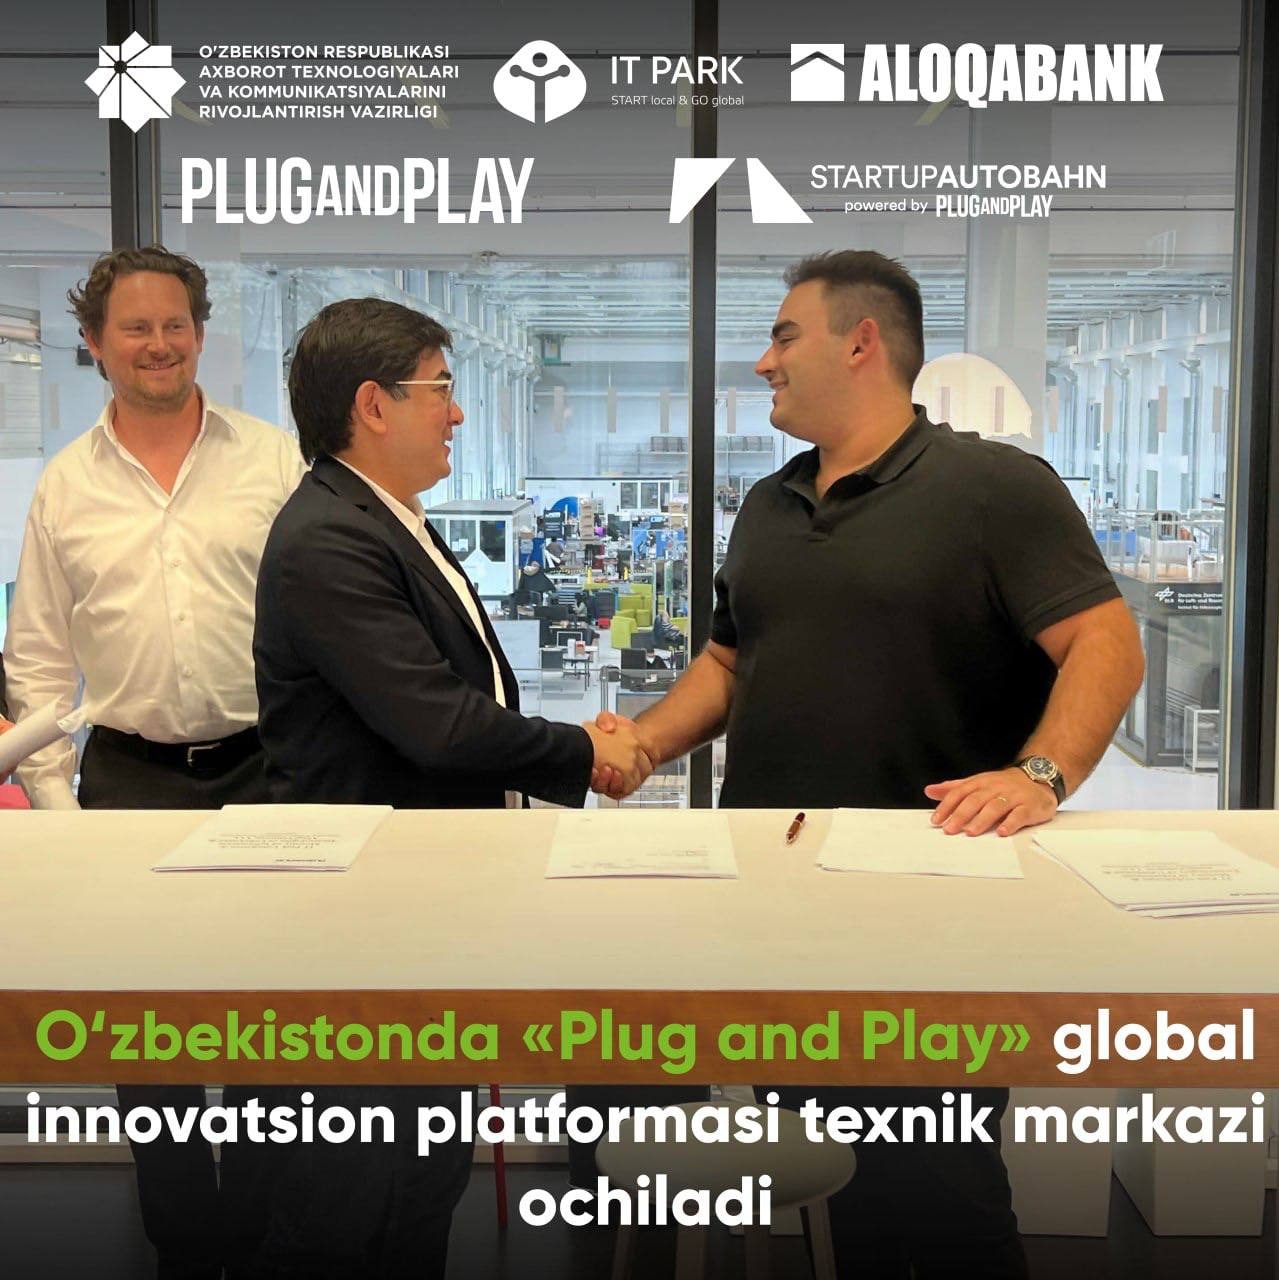 O'ZBEKISTON RESPUBLIKASI
AXBOROT TEXNOLOGIYALARI
VA KOMMUNIKATSIYALARINI
RIVOJLANTIRISH VAZIRLIGI
IT PARK
START local & GO global
ALOQABANK
PLUGANDPLAY
STARTUPAUTOBAHN
powered by PLUGANDPLAY
DLR
O‘zbekistonda «Plug and Play» global
innovatsion platformasi texnik markazi
ochiladi